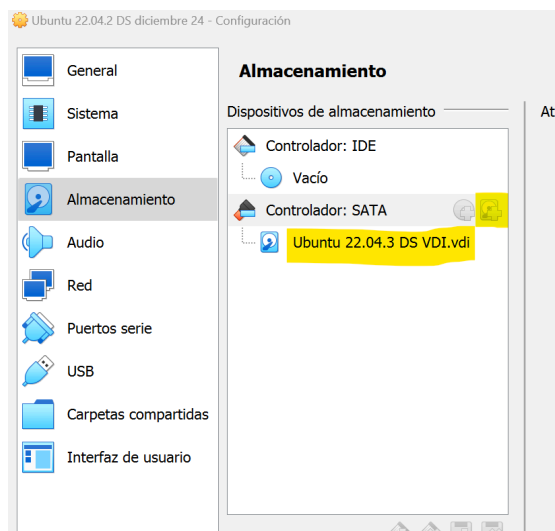 Ubuntu 22.04.2 DS diciembre 24 - Configuración
General
Sistema
Pantalla
Almacenamiento
Audio
Red
Puertos serie
USB
Carpetas compartidas
Interfaz de usuario
Almacenamiento
Dispositivos de almacenamiento
At
Controlador: IDE
Vacío
Controlador: SATA
Ubuntu 22.04.3 DS VDI.vdi